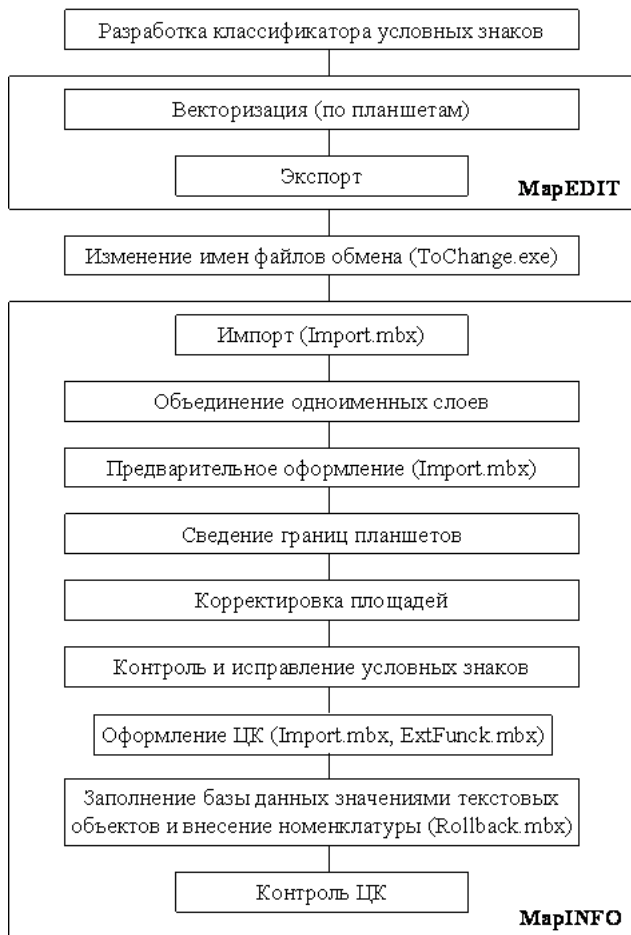 Разработка классификатора условных знаков
Векторизация (по планшетам)
Экспорт
MapEDIT
Изменение имен файлов обмена (ToChange.exe)
Импорт (Import.mbx)
Объединение одноименных слоев
Предварительное оформление (Import.mbx)
Сведение границ планшетов
Корректировка площадей
Контроль и исправление условных знаков
Оформление ЦК (Import.mbx, ExtFunck.mbx)
Заполнение базы данных значениями текстовых
объектов и внесение номенклатуры (Rollback.mbx)
Контроль ЦК
MapINFO